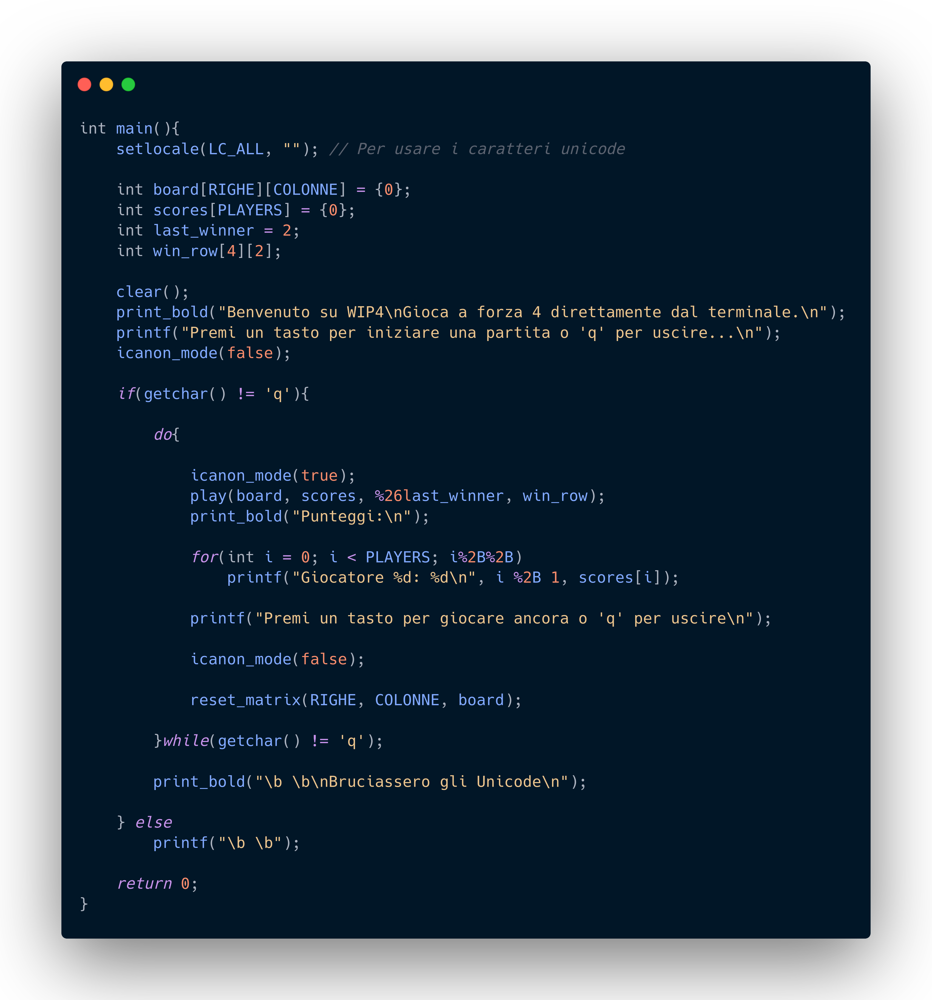 int main(){
    setlocale(LC_ALL, ""); // Per usare i caratteri unicode

    int board[RIGHE][COLONNE] = {0};
    int scores[PLAYERS] = {0};
    int last_winner = 2;
    int win_row[4][2];

    clear();
    print_bold("Benvenuto su WIP4\nGioca a forza 4 direttamente dal terminale.\n");
    printf("Premi un tasto per iniziare una partita o 'q' per uscire...\n");
    icanon_mode(false);

    if(getchar() != 'q'){

        do{

            icanon_mode(true);
            play(board, scores, %26last_winner, win_row);
            print_bold("Punteggi:\n");

            for(int i = 0; i < PLAYERS; i%2B%2B)
                printf("Giocatore %d: %d\n", i %2B 1, scores[i]);

            printf("Premi un tasto per giocare ancora o 'q' per uscire\n");

            icanon_mode(false);

            reset_matrix(RIGHE, COLONNE, board);

        }while(getchar() != 'q');

        print_bold("\b \b\nBruciassero gli Unicode\n");

    } else
        printf("\b \b");

    return 0;
}